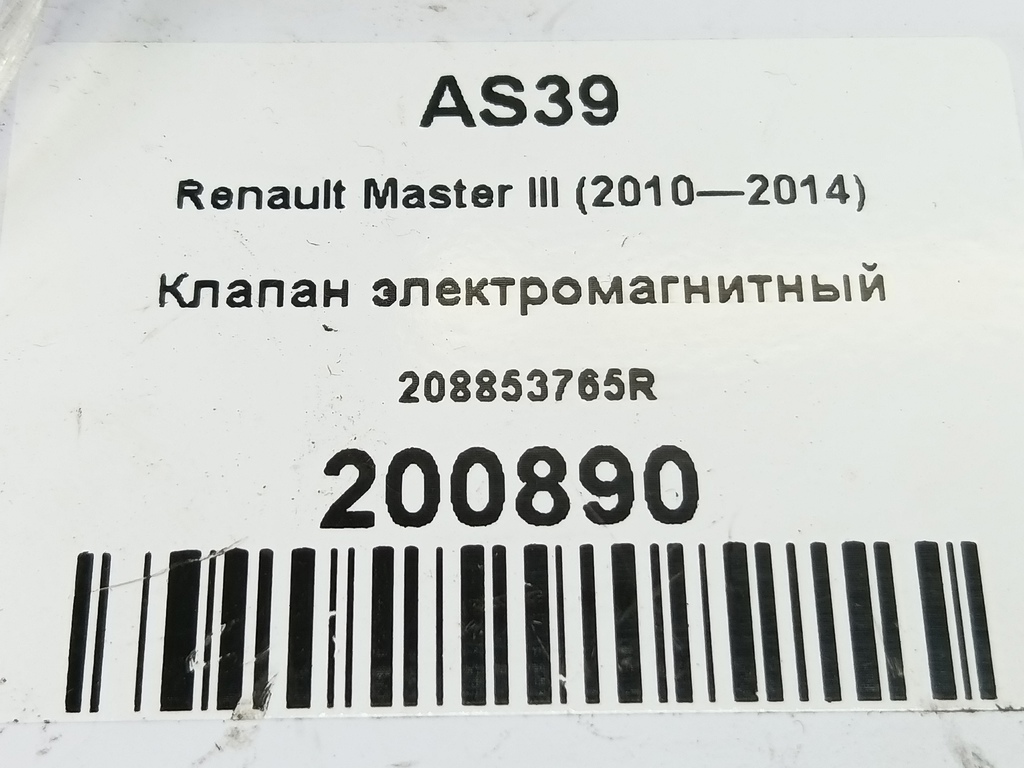 AS39
Renault Master III (2010—2014)
Клапан электромагнитный
208853765R
200890